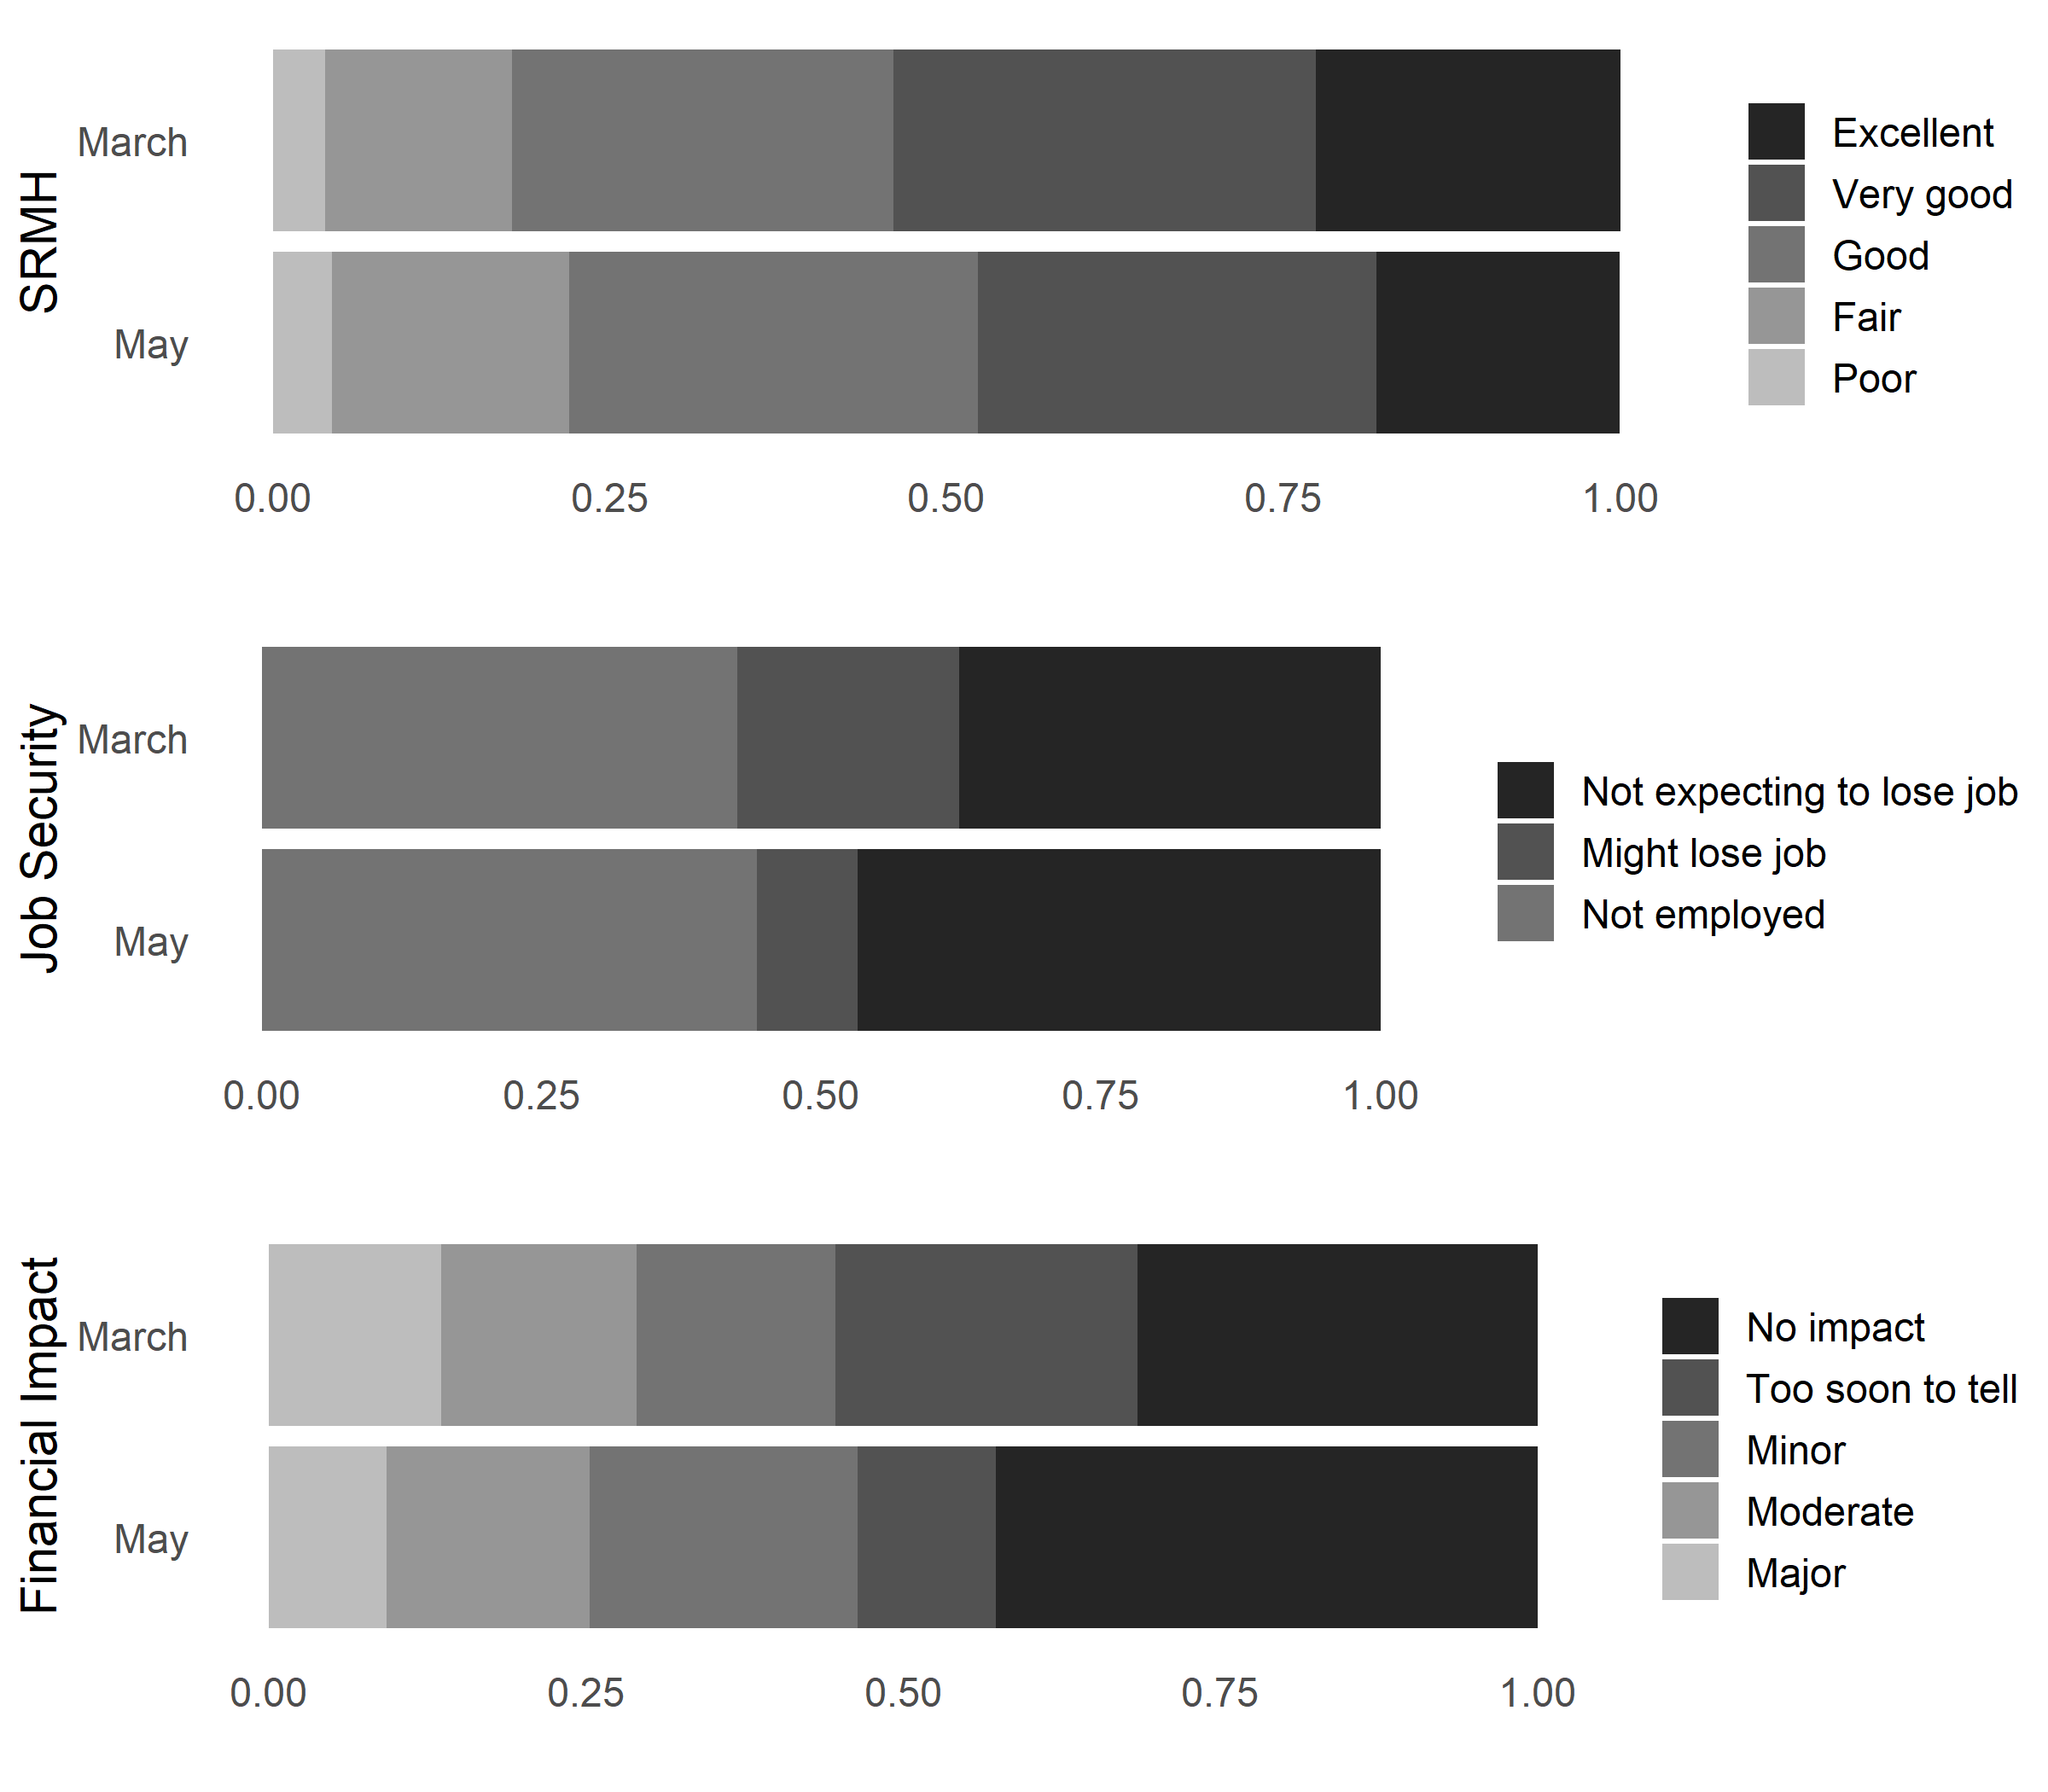 SRMH
March
May
0.00 0.25 0.50 0.75 1.00
Excellent
Very good
Good
Fair
Poor
Job Security
March
May
0.00 0.25 0.50 0.75 1.00
Not expecting to lose job
Might lose job
Not employed
Financial Impact
March
May
0.00 0.25 0.50 0.75 1.00
No impact
Too soon to tell
Minor
Moderate
Major